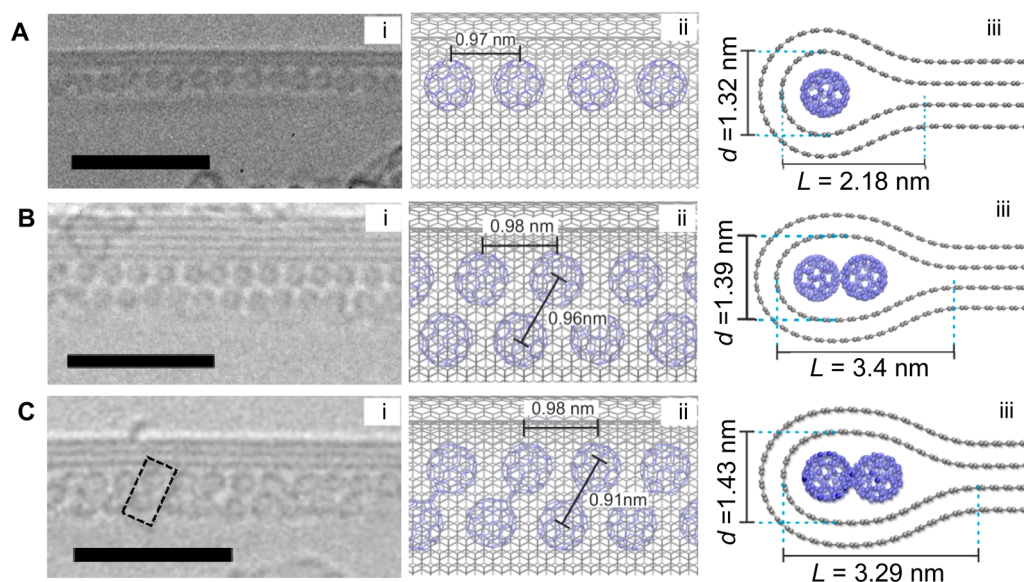 A
i
0.97 nm
ii
iii
d =1.32 nm
L = 2.18 nm
B
i
0.98 nm
0.96nm
ii
iii
d =1.39 nm
L = 3.4 nm
C
i
0.98 nm
0.91nm
ii
iii
d =1.43 nm
L = 3.29 nm